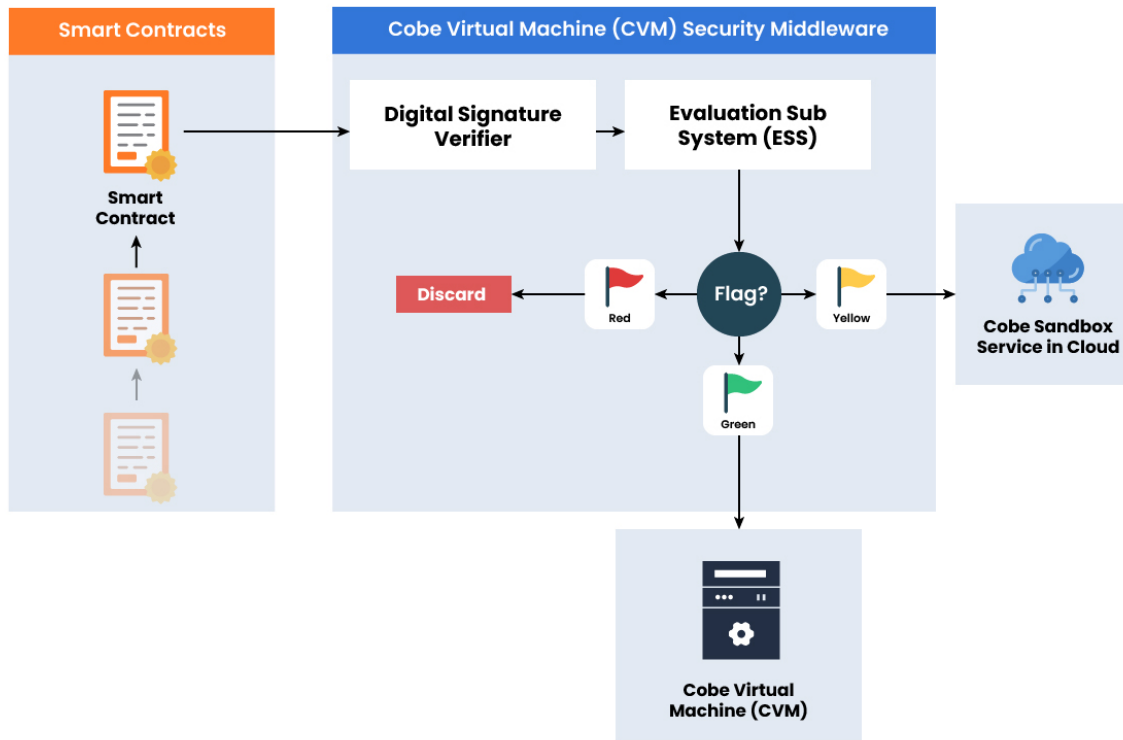 Smart Contracts
Cobe Virtual Machine (CVM) Security Middleware
Smart
Contract
Digital Signature
Verifier
Evaluation Sub
System (ESS)
Discard
Red
Flag?
Yellow
Green
Cobe Sandbox
Service in Cloud
Cobe Virtual
Machine (CVM)